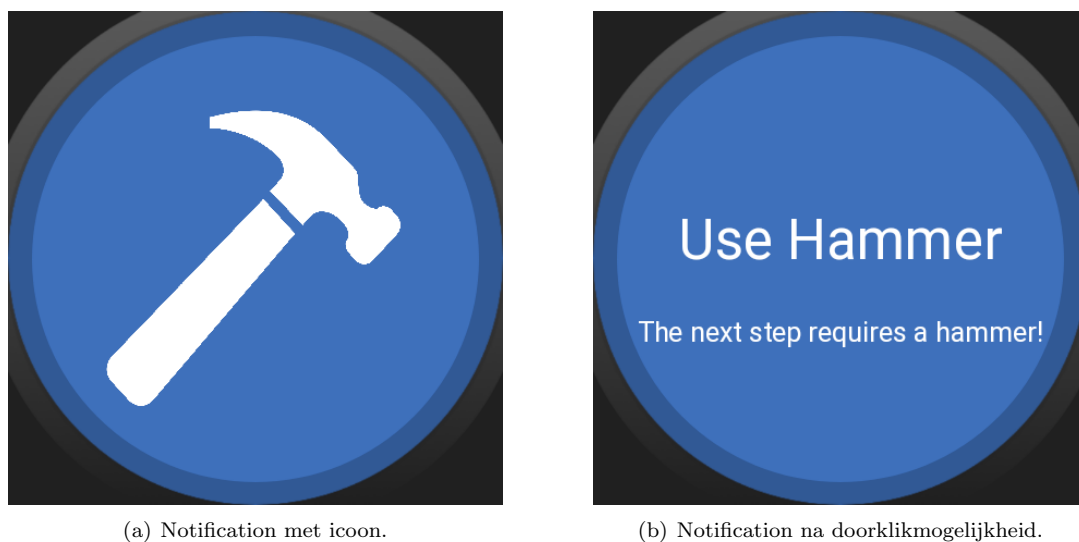 Use Hammer
The next step requires a hammer!
(a) Notification met icoon.
(b) Notification na doorklikmogelijkheid.